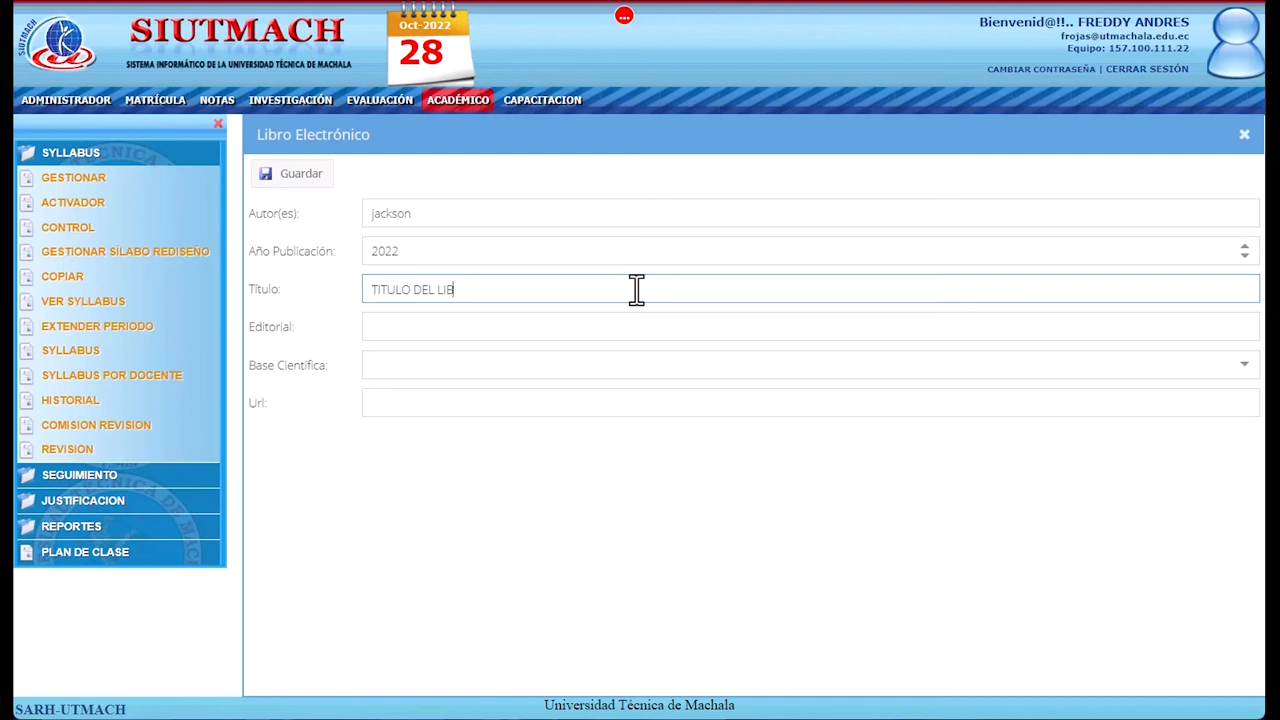 SIUTMACH
SIUTMACH
SISTEMA INFORMÁTICO DE LA UNIVERSIDAD TÉCNICA DE MACHALA
Oct-2022
28
...
Bienvenid@!!.. FREDDY ANDRES
frojas@utmachala.edu.ec
Equipo: 157.100.111.22
CAMBIAR CONTRASEÑA | CERRAR SESIÓN
ADMINISTRADOR MATRÍCULA NOTAS INVESTIGACIÓN EVALUACIÓN ACADÉMICO CAPACITACION
SYLLABUS
GESTIONAR
ACTIVADOR
CONTROL
GESTIONAR SÍLABO REDISEÑO
COPIAR
VER SYLLABUS
EXTENDER PERIODO
SYLLABUS
SYLLABUS POR DOCENTE
HISTORIAL
COMISION REVISION
REVISION
SEGUIMIENTO
JUSTIFICACION
REPORTES
PLAN DE CLASE
Libro Electrónico
Guardar
Autor(es): jackson
Año Publicación: 2022
Título: TITULO DEL LIB
Editorial:
Base Científica:
Url:
SARH-UTMACH
Universidad Técnica de Machala